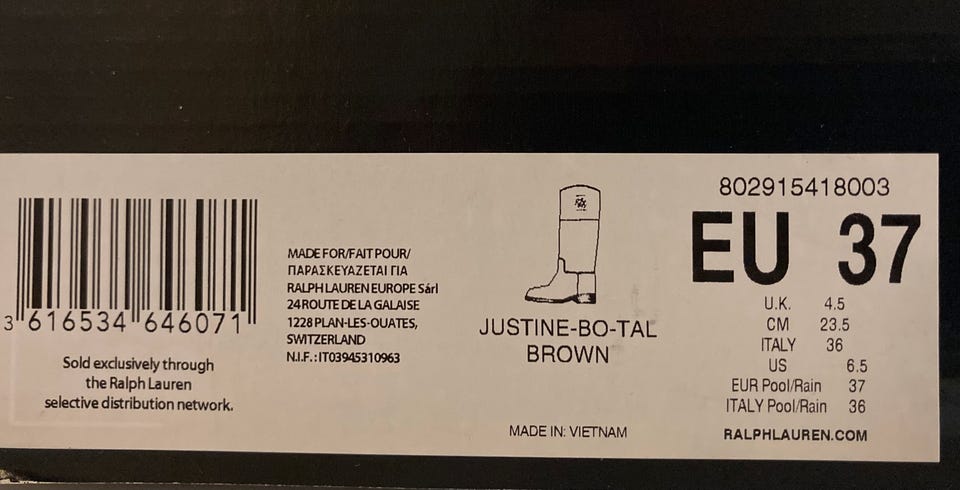 3 616534 646071
Sold exclusively through
the Ralph Lauren
selective distribution network.
MADE FOR/FAIT POUR/
ΠΑΡΑΣΚΕΥΑΖΕΤΑΙ ΓΙΑ
RALPH LAUREN EUROPE Sárl
24 ROUTE DE LA GALAISE
1228 PLAN-LES-OUATES,
SWITZERLAND
N.I.F.: IT03945310963
JUSTINE-BO-TAL
BROWN
MADE IN: VIETNAM
802915418003
EU 37
U.K. 4.5
CM 23.5
ITALY 36
US 6.5
EUR Pool/Rain 37
ITALY Pool/Rain 36
RALPHLAUREN.COM